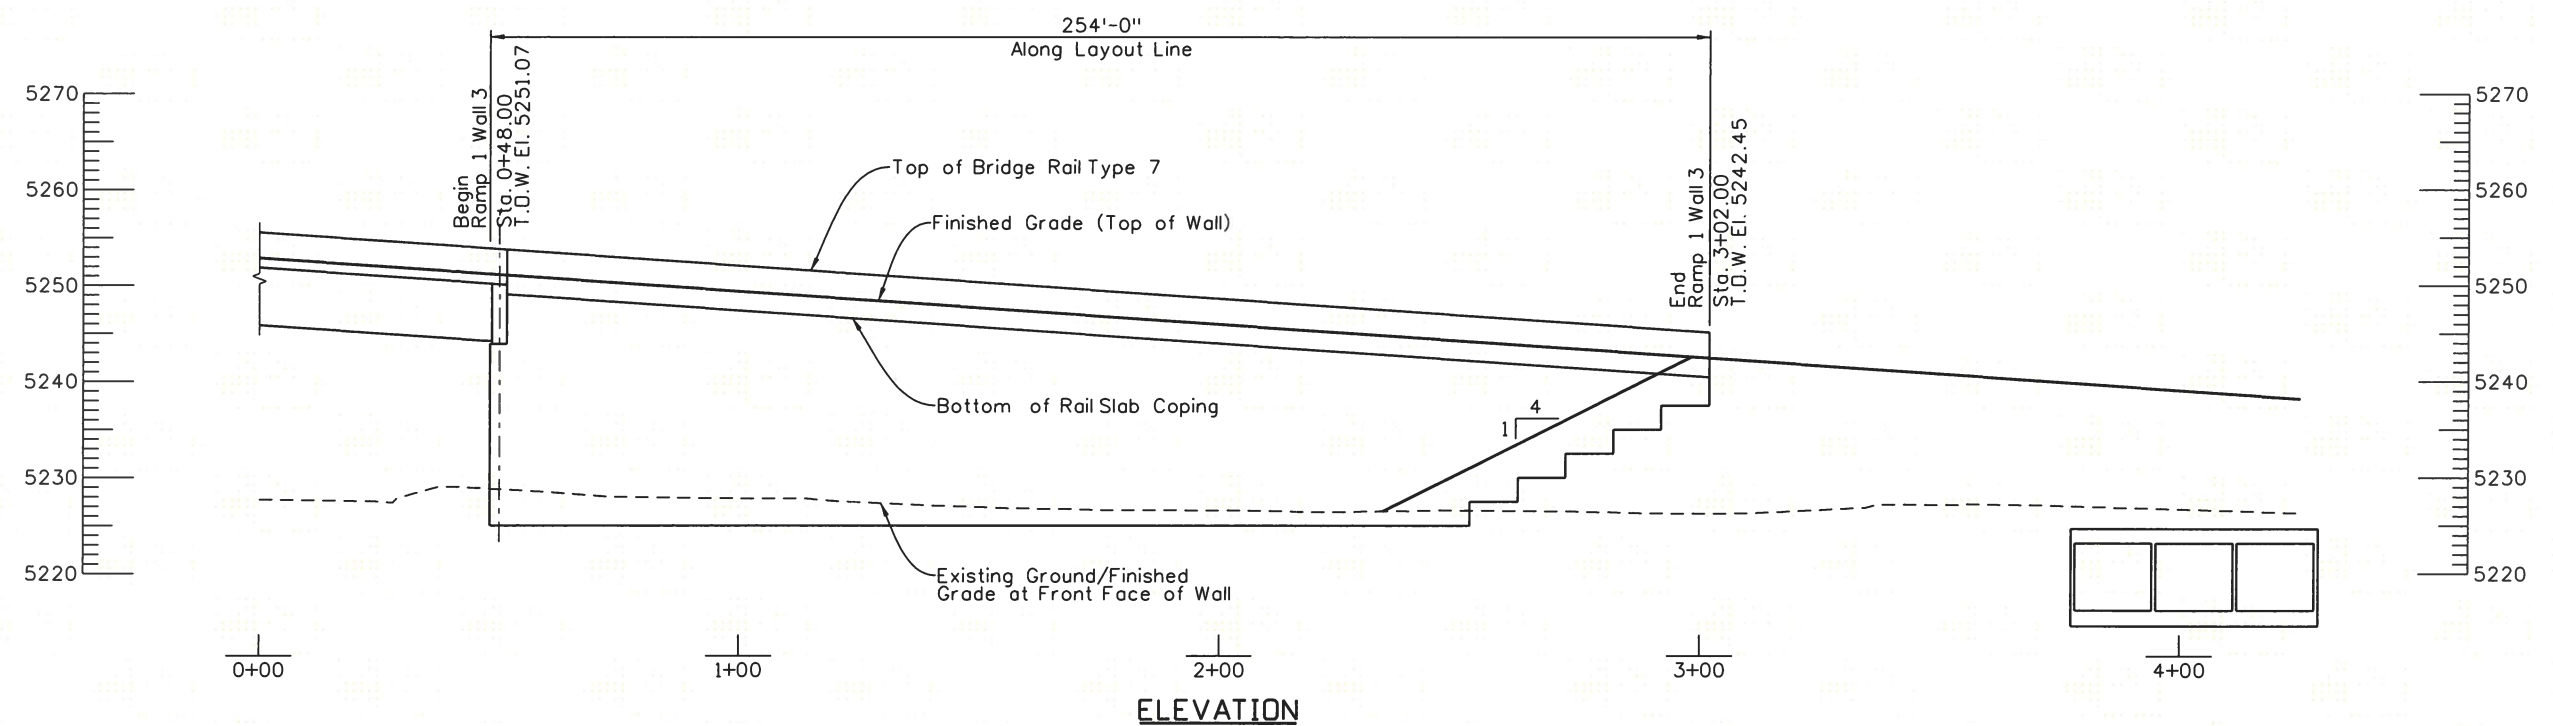 254'-0"
Along Layout Line
Begin
Ramp 1 Wall 3
Sta. 0+48.00
T.O.W. El. 5251.07
End
Ramp 1 Wall 3
Sta. 3+02.00
T.O.W. El. 5242.45
5270
5260
5250
5240
5230
5220
5270
5260
5250
5240
5230
5220
Top of Bridge Rail Type 7
Finished Grade (Top of Wall)
Bottom of Rail Slab Coping
4
1
Existing Ground/Finished
Grade at Front Face of Wall
0+00
1+00
2+00
3+00
4+00
ELEVATION